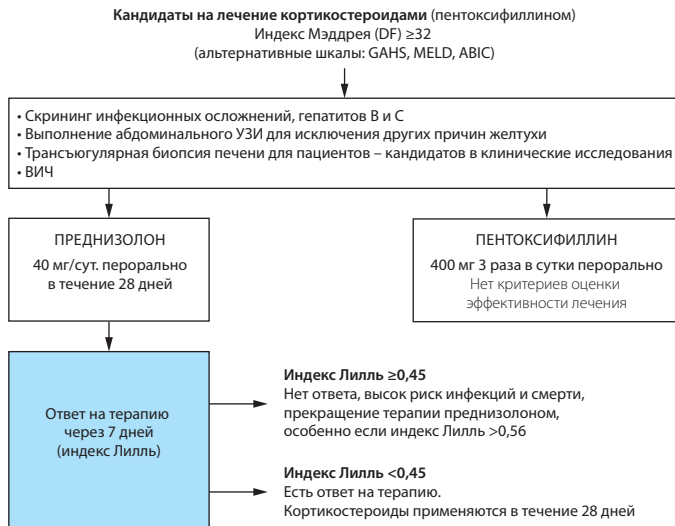 Кандидаты на лечение кортикостероидами (пентоксифиллином)
Индекс Мэддрея (DF) ≥32
(альтернативные шкалы: GAHS, MELD, ABIC)
• Скрининг инфекционных осложнений, гепатитов В и С
• Выполнение абдоминального УЗИ для исключения других причин желтухи
• Трансъюгулярная биопсия печени для пациентов – кандидатов в клинические исследования
• ВИЧ
ПРЕДНИЗОЛОН
40 мг/сут. перорально
в течение 28 дней
ПЕНТОКСИФИЛЛИН
400 мг 3 раза в сутки перорально
Нет критериев оценки
эффективности лечения
Ответ на терапию
через 7 дней
(индекс Лилль)
Индекс Лилль ≥0,45
Нет ответа, высок риск инфекций и смерти,
прекращение терапии преднизолоном,
особенно если индекс Лилль >0,56
Индекс Лилль <0,45
Есть ответ на терапию.
Кортикостероиды применяются в течение 28 дней